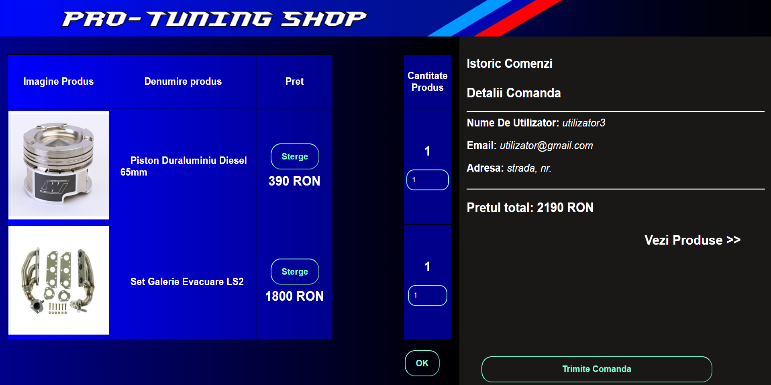 PRO-TUNING SHOP
Imagine Produs
Denumire produs
Pret
Cantitate
Produs
Piston Duraluminiu Diesel
65mm
Sterge
390 RON
1
1
Set Galerie Evacuare LS2
Sterge
1800 RON
1
1
OK
Istoric Comenzi
Detalii Comanda
Nume De Utilizator: utilizator3
Email: utilizator@gmail.com
Adresa: strada, nr.
Pretul total: 2190 RON
Vezi Produse >>
Trimite Comanda